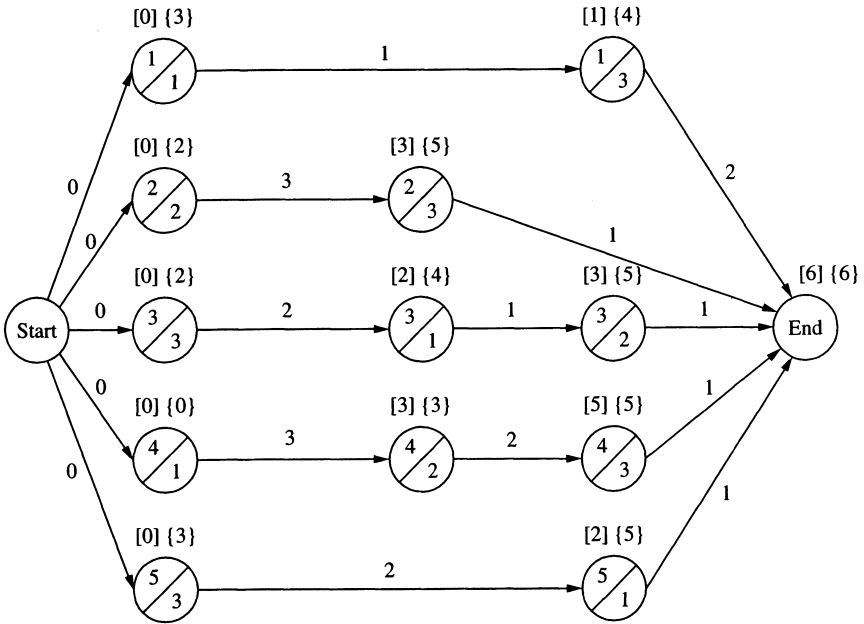 [0] {3} [1] {4}
1 1 1 1 3
0 2
[0] {2} [3] {5}
2 2 3 2 3
0 1
[0] {2} [2] {4} [3] {5} [6] {6}
Start 0 3 3 2 3 1 1 3 2 1 End
0 [0] {0} [3] {3} [5] {5} 1
4 1 3 4 2 2 4 3
0 1
[0] {3} [2] {5}
5 3 2 5 1